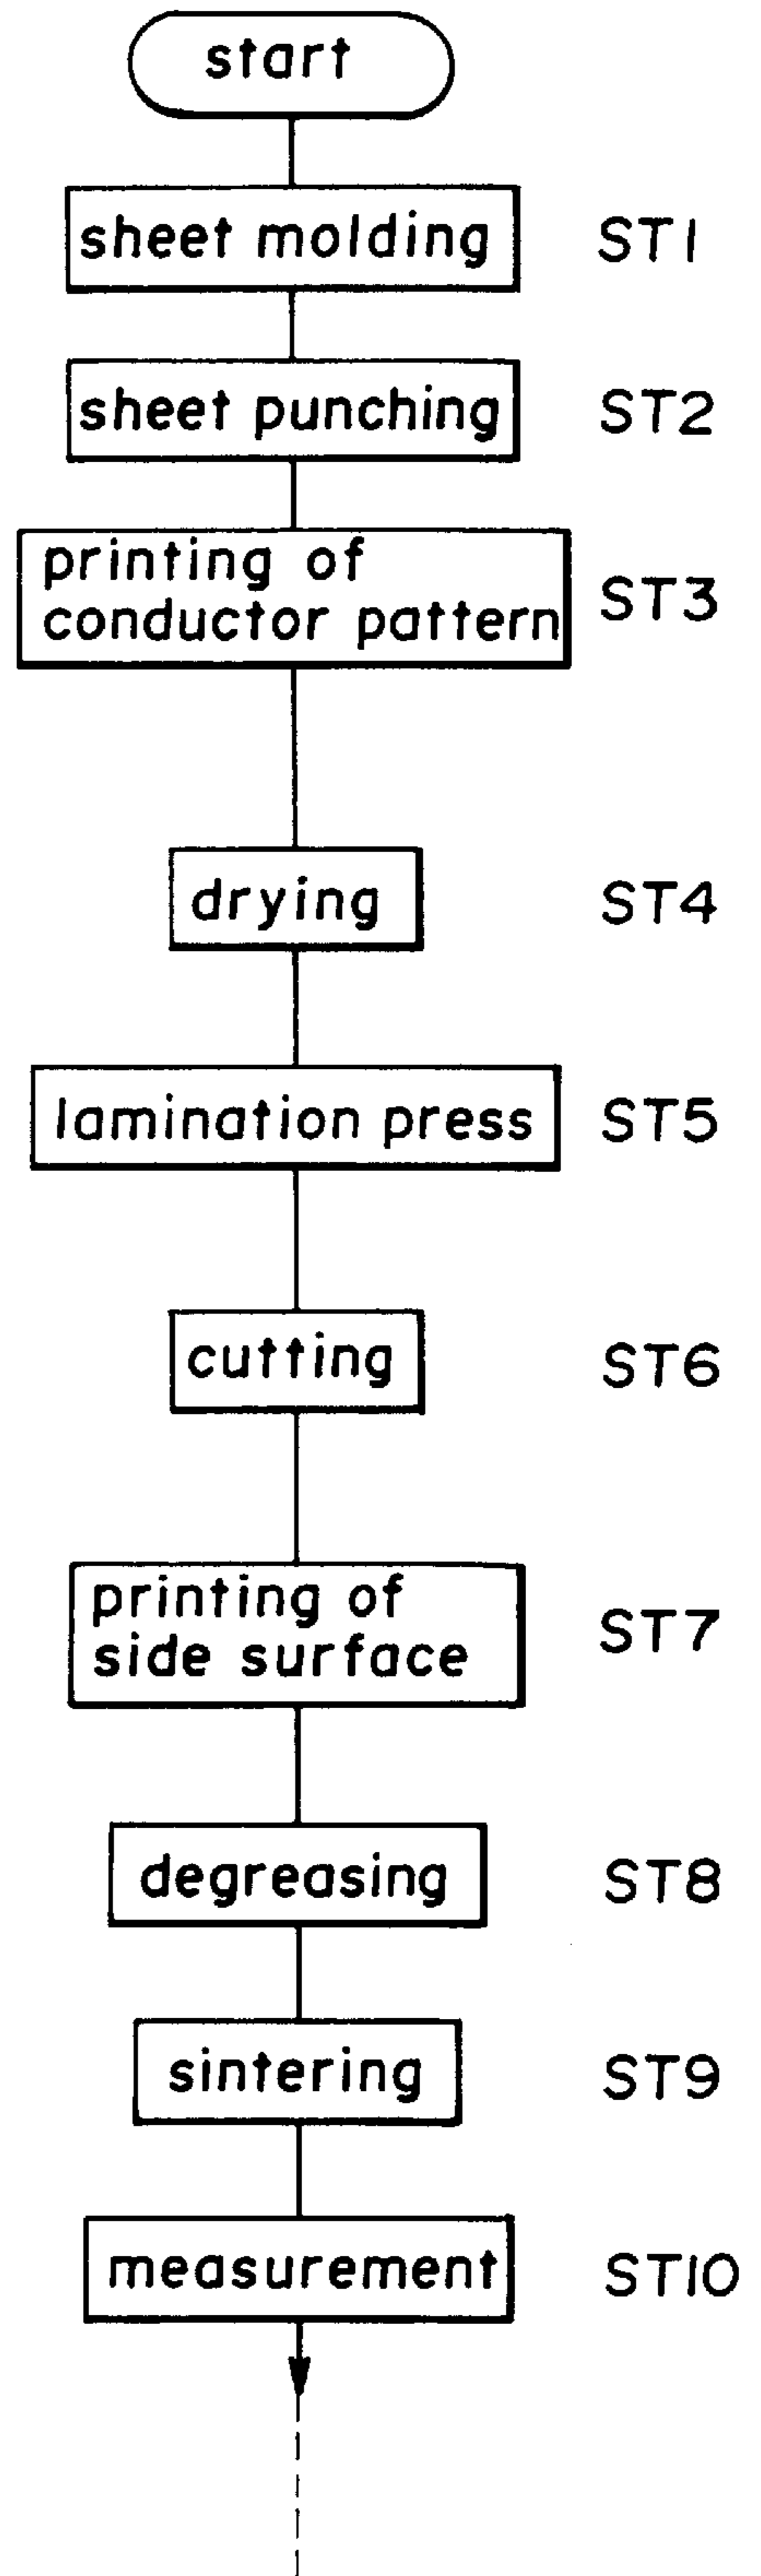 start
sheet molding ST1
sheet punching ST2
printing of
conductor pattern ST3
drying ST4
lamination press ST5
cutting ST6
printing of
side surface ST7
degreasing ST8
sintering ST9
measurement ST10